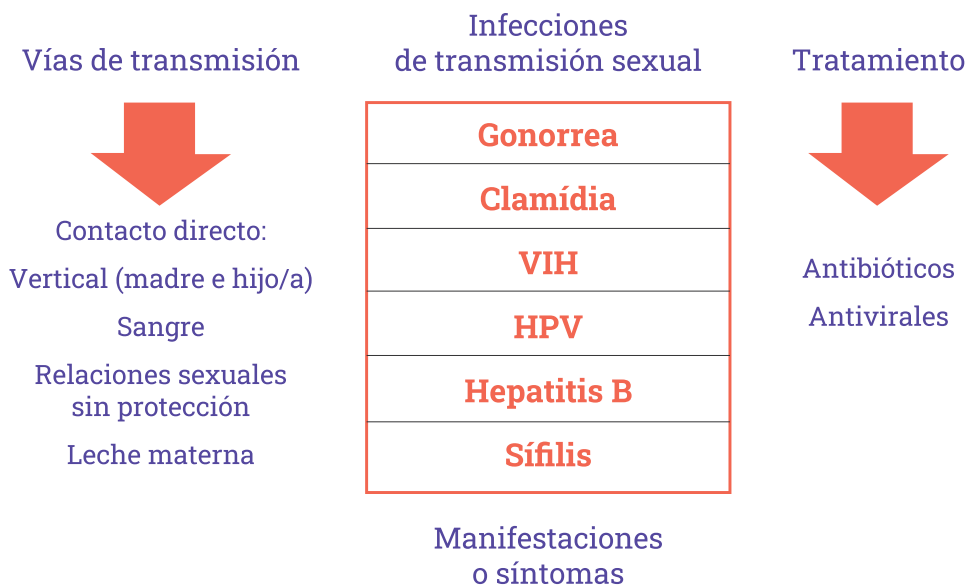 Vías de transmisión
Contacto directo:
Vertical (madre e hijo/a)
Sangre
Relaciones sexuales
sin protección
Leche materna
Infecciones
de transmisión sexual
Gonorrea
Clamídia
VIH
HPV
Hepatitis B
Sífilis
Manifestaciones
o síntomas
Tratamiento
Antibióticos
Antivirales